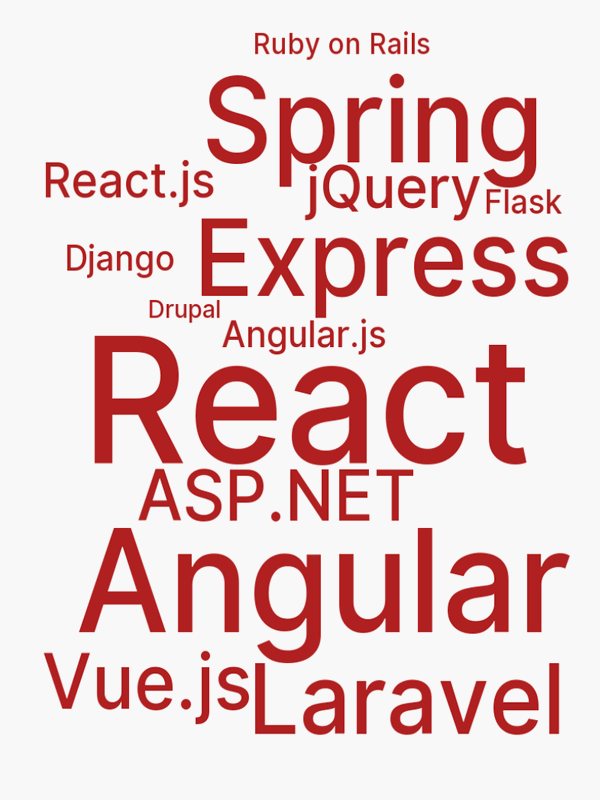 Ruby on Rails
Spring
React.js
jQuery
Flask
Express
Django
Drupal
Angular.js
React
ASP.NET
Angular
Vue.js
Laravel